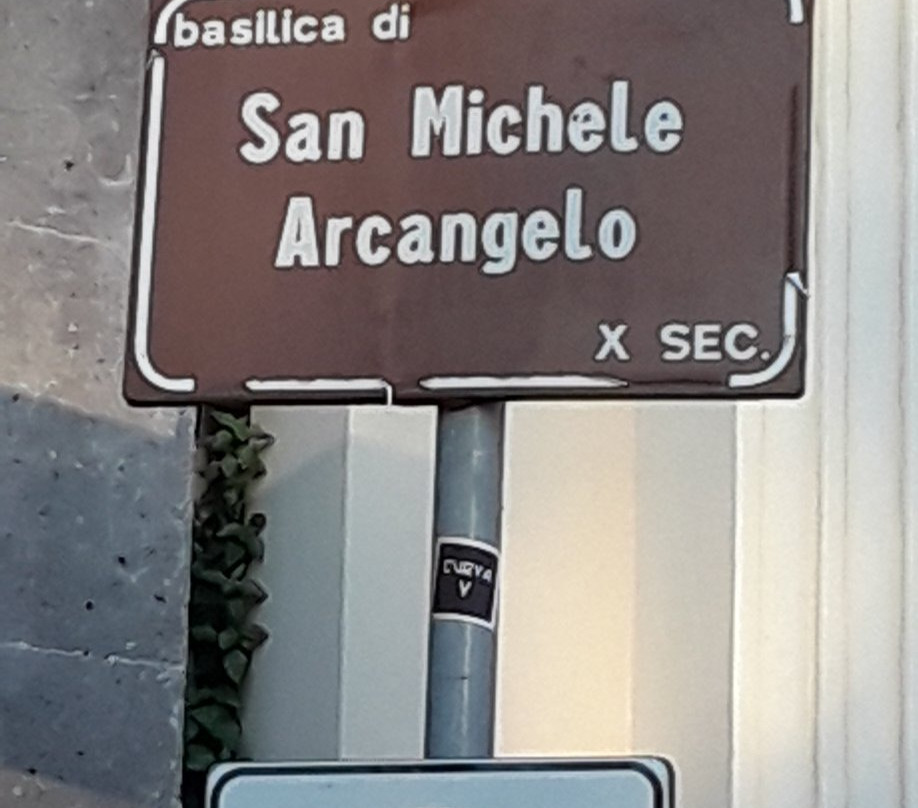 basilica di
San Michele
Arcangelo
X SEC.
CURVA
V